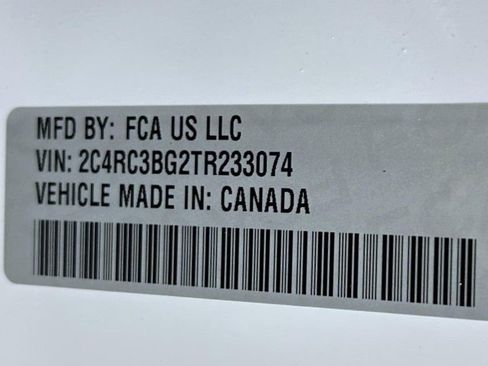 MFD BY: FCA US LLC
VIN: 2C4RC3BG2TR233074
VEHICLE MADE IN: CANADA